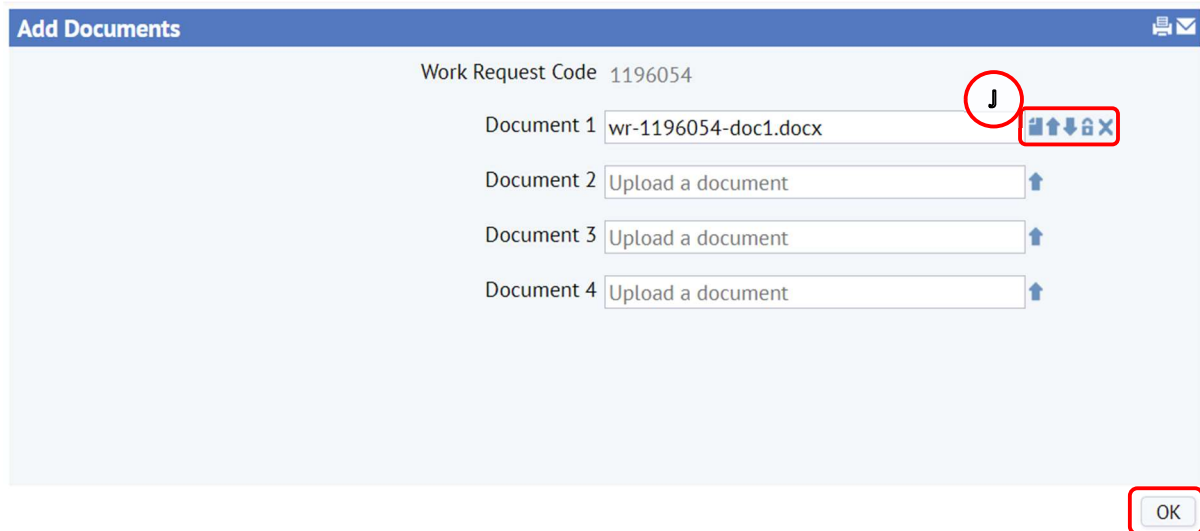 Add Documents
Work Request Code 1196054
J
Document 1 wr-1196054-doc1.docx
Document 2 Upload a document
Document 3 Upload a document
Document 4 Upload a document
OK